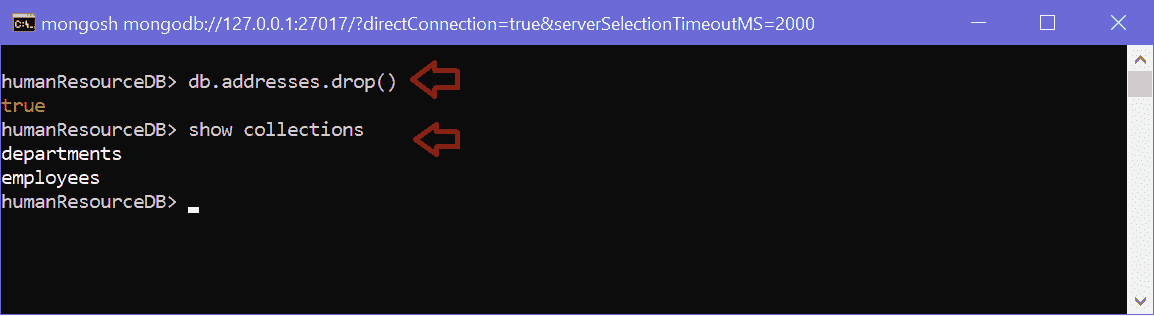 mongosh mongodb://127.0.0.1:27017/?directConnection=true&serverSelectionTimeoutMS=2000
humanResourceDB> db.addresses.drop()
true
humanResourceDB> show collections
departments
employees
humanResourceDB>